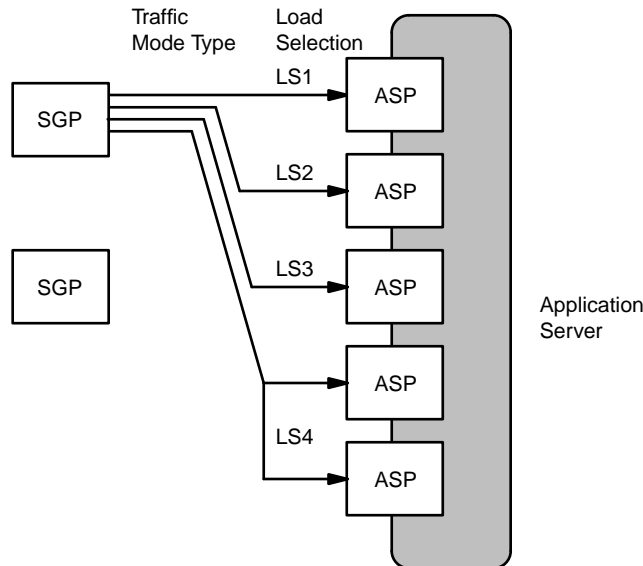 Traffic
Mode Type
Load
Selection
LS1
ASP
SGP
LS2
ASP
SGP
LS3
ASP
Application
Server
ASP
LS4
ASP